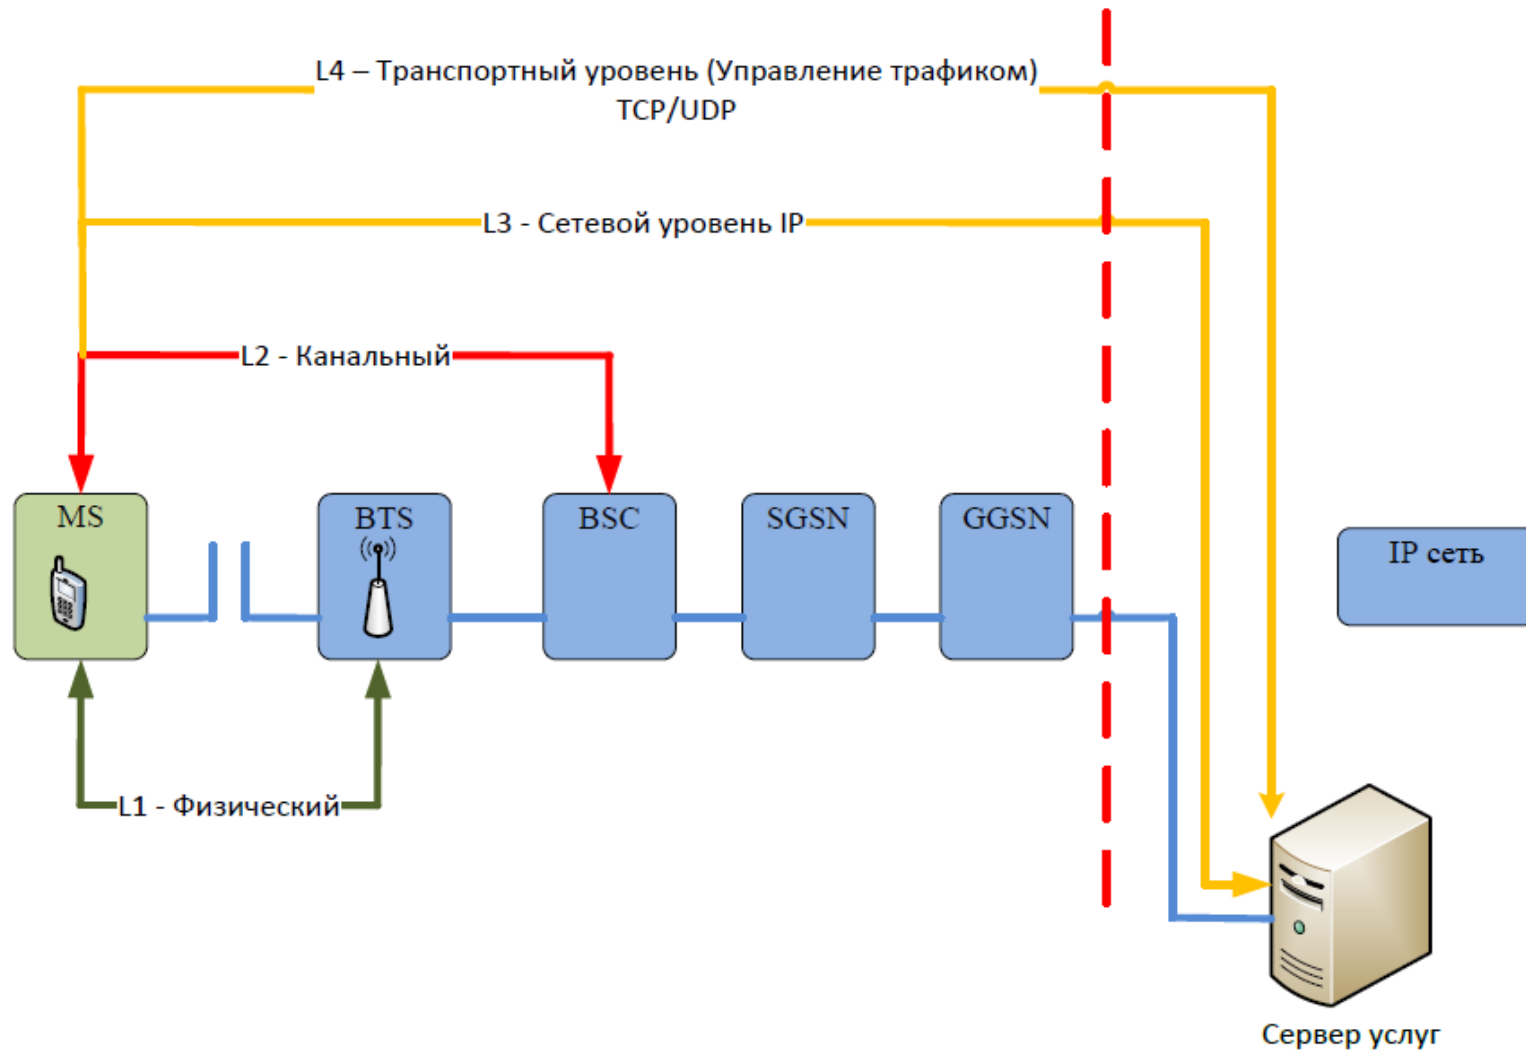 L4 – Транспортный уровень (Управление трафиком)
TCP/UDP
L3 - Сетевой уровень IP
L2 - Канальный
MS
BTS
BSC
SGSN
GGSN
IP сеть
L1 - Физический
Сервер услуг